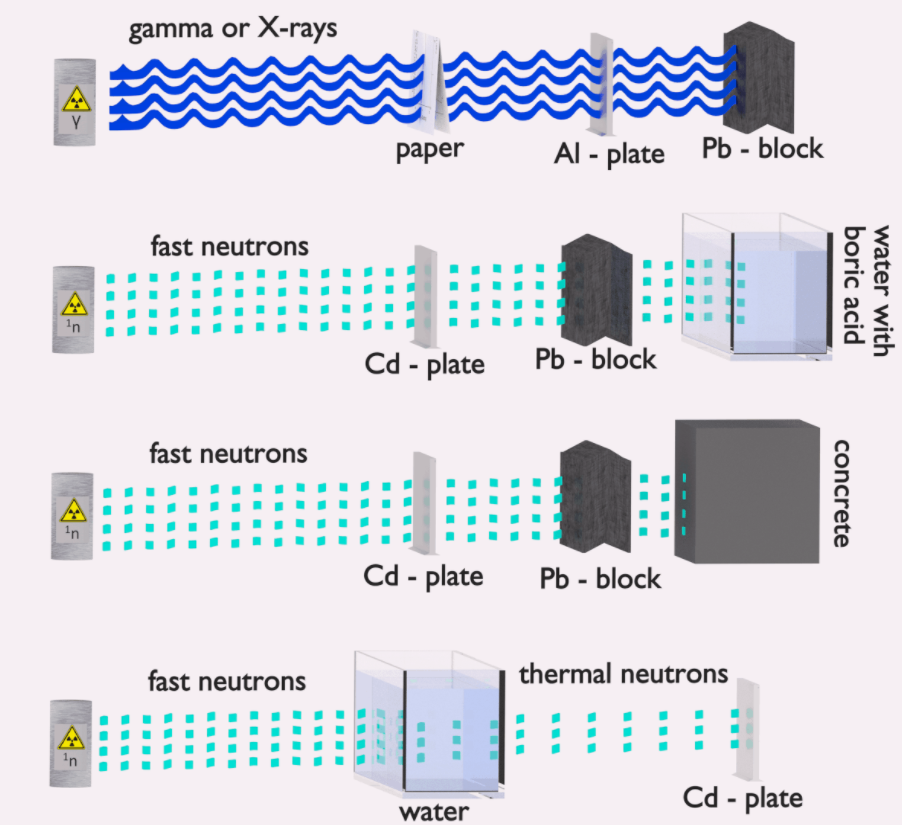 gamma or X-rays
γ
paper
Al - plate
Pb - block
fast neutrons
¹n
Cd - plate
Pb - block
water with
boric acid
fast neutrons
¹n
Cd - plate
Pb - block
concrete
fast neutrons
thermal neutrons
¹n
water
Cd - plate